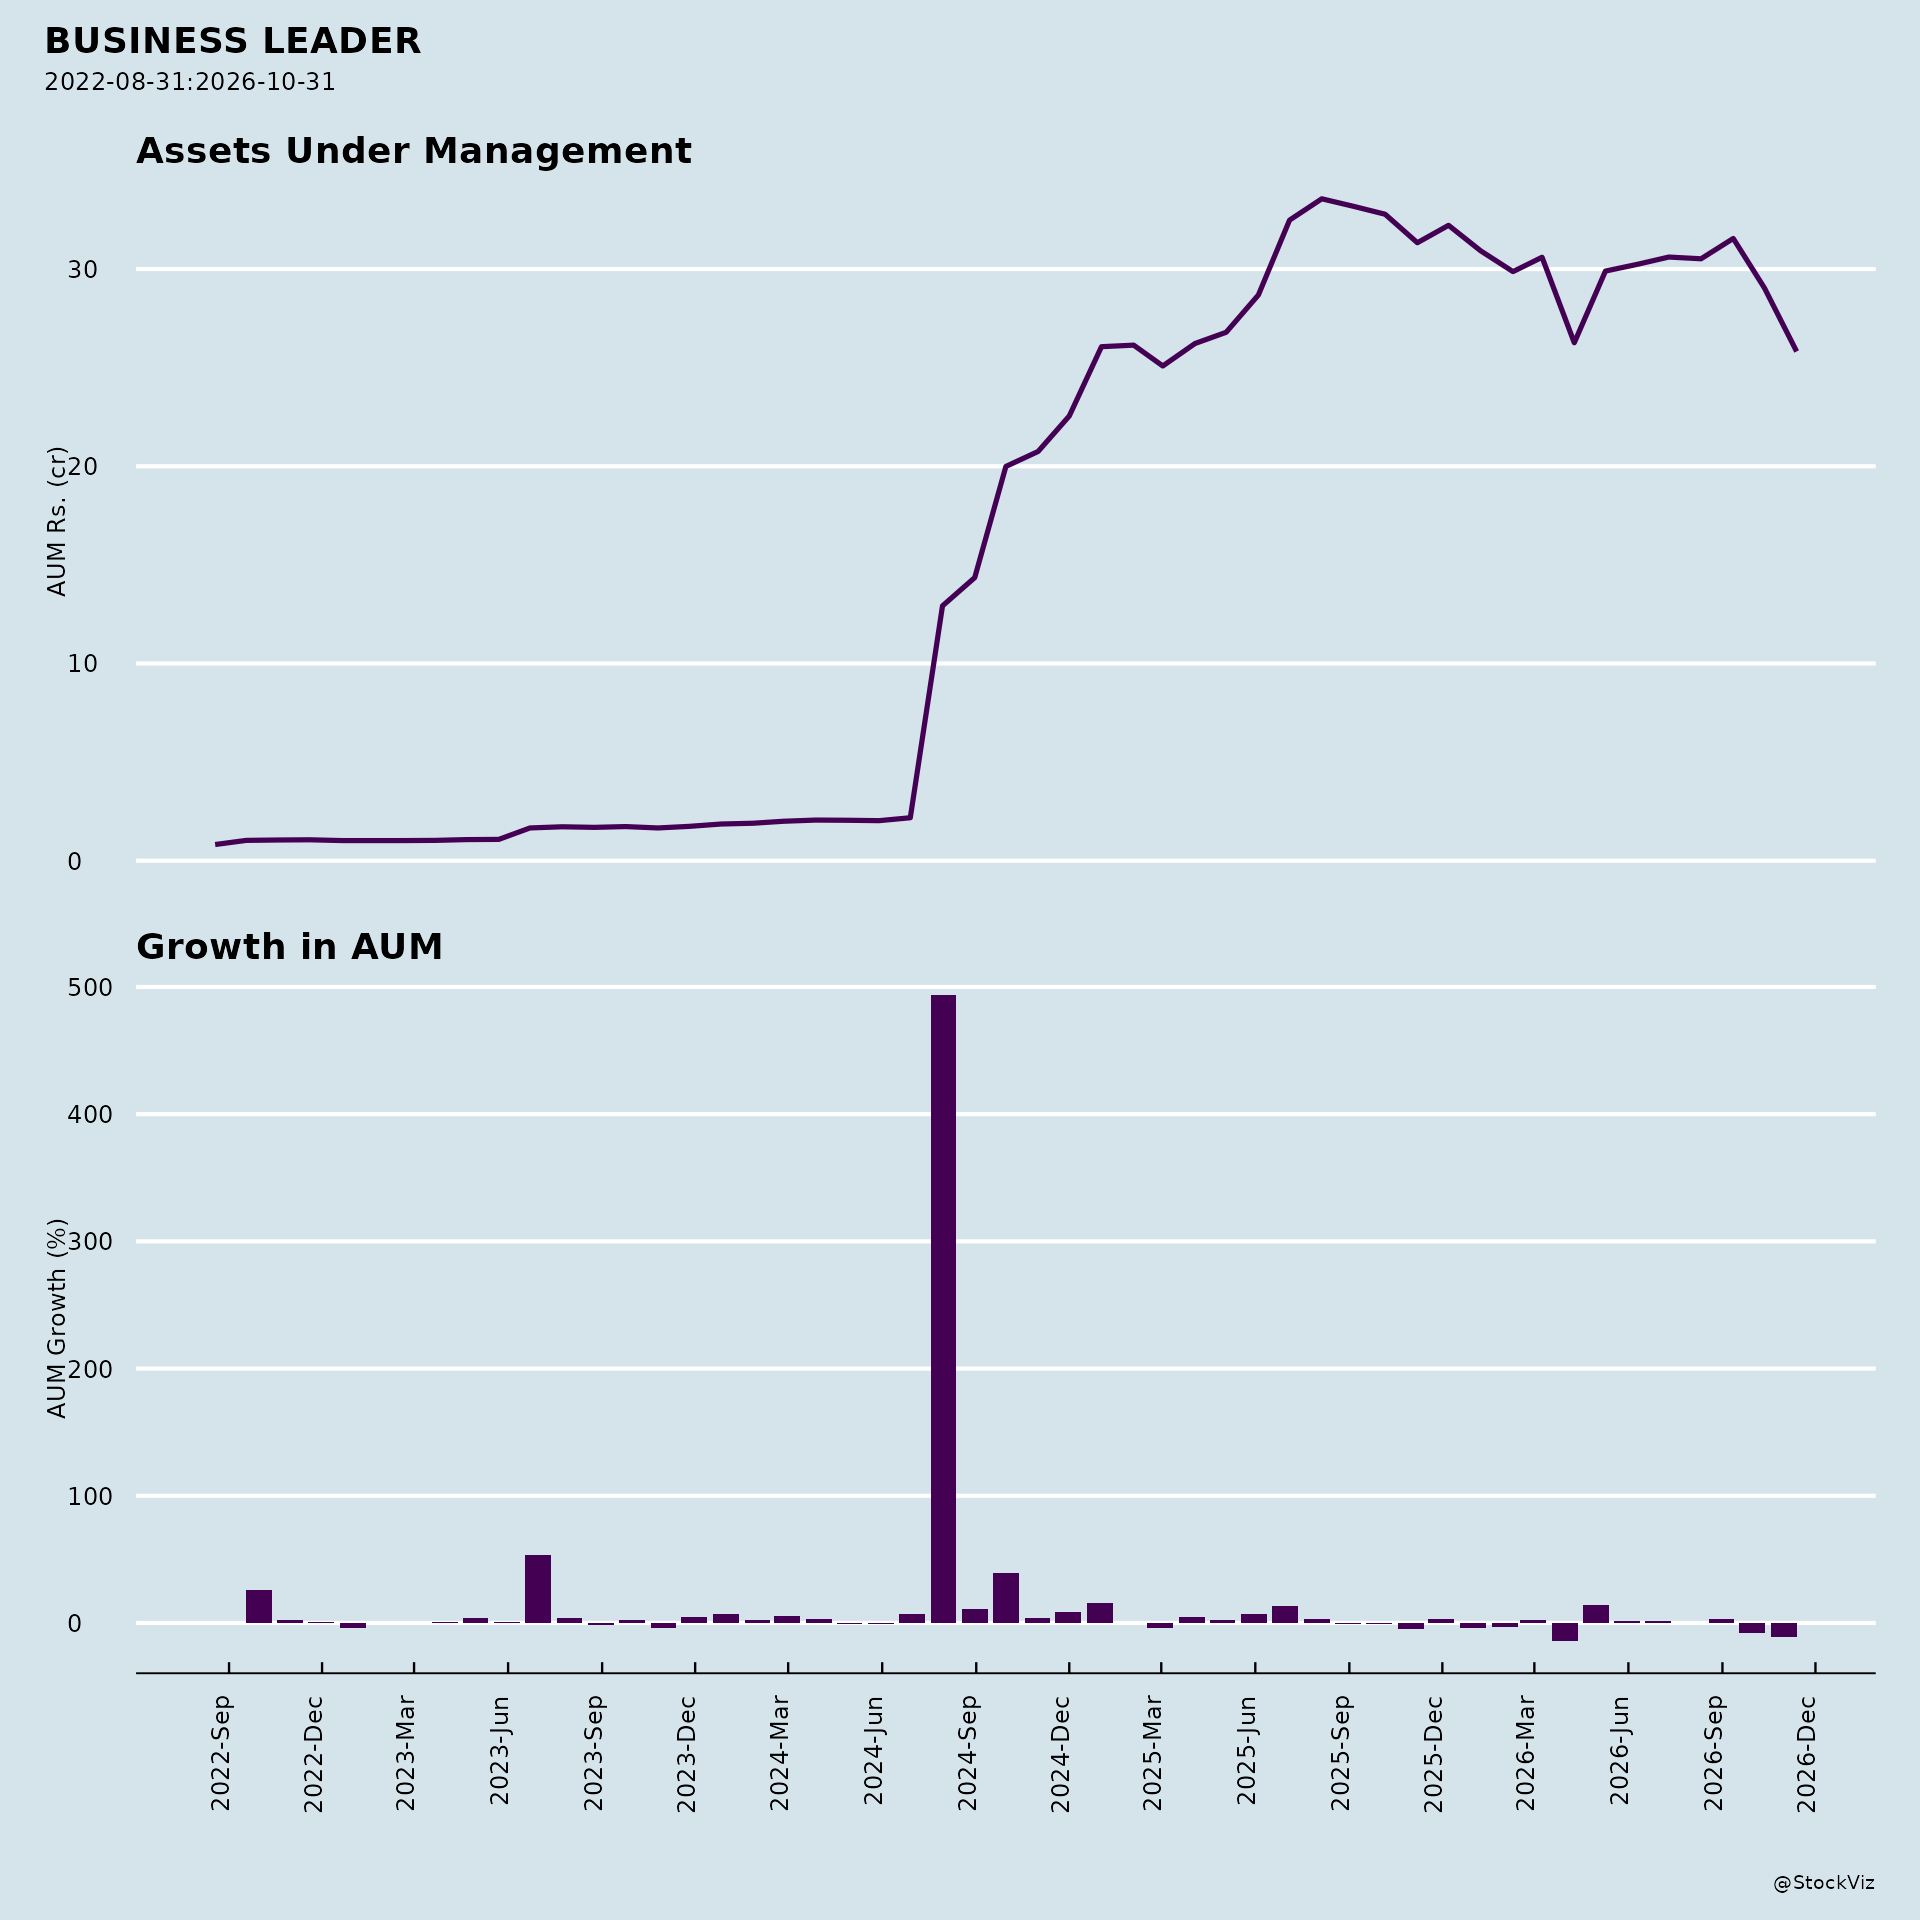 BUSINESS LEADER
2022-08-31:2026-10-31
Assets Under Management
AUM Rs. (cr)
30
20
10
0
Growth in AUM
AUM Growth (%)
500
400
300
200
100
0
2022-Sep
2022-Dec
2023-Mar
2023-Jun
2023-Sep
2023-Dec
2024-Mar
2024-Jun
2024-Sep
2024-Dec
2025-Mar
2025-Jun
2025-Sep
2025-Dec
2026-Mar
2026-Jun
2026-Sep
2026-Dec
@StockViz